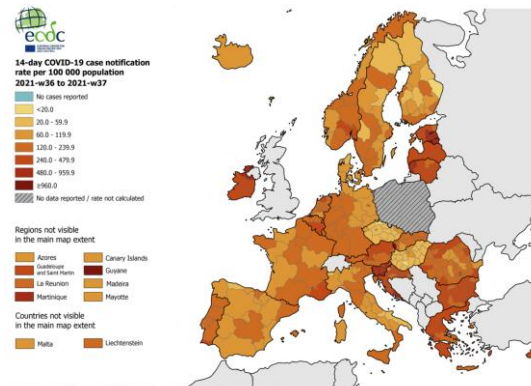 ecdc
14-day COVID-19 case notification
rate per 100 000 population
2021-w36 to 2021-w37
No cases reported
<20.0
20.0 - 59.9
60.0 - 119.9
120.0 - 239.9
240.0 - 479.9
480.0 - 959.9
≥960.0
No data reported / rate not calculated
Regions not visible
in the main map extent
Azores
Canary Islands
Guadeloupe
and Saint Martin
Guyane
La Reunion
Madeira
Martinique
Mayotte
Countries not visible
in the main map extent
Malta
Liechtenstein